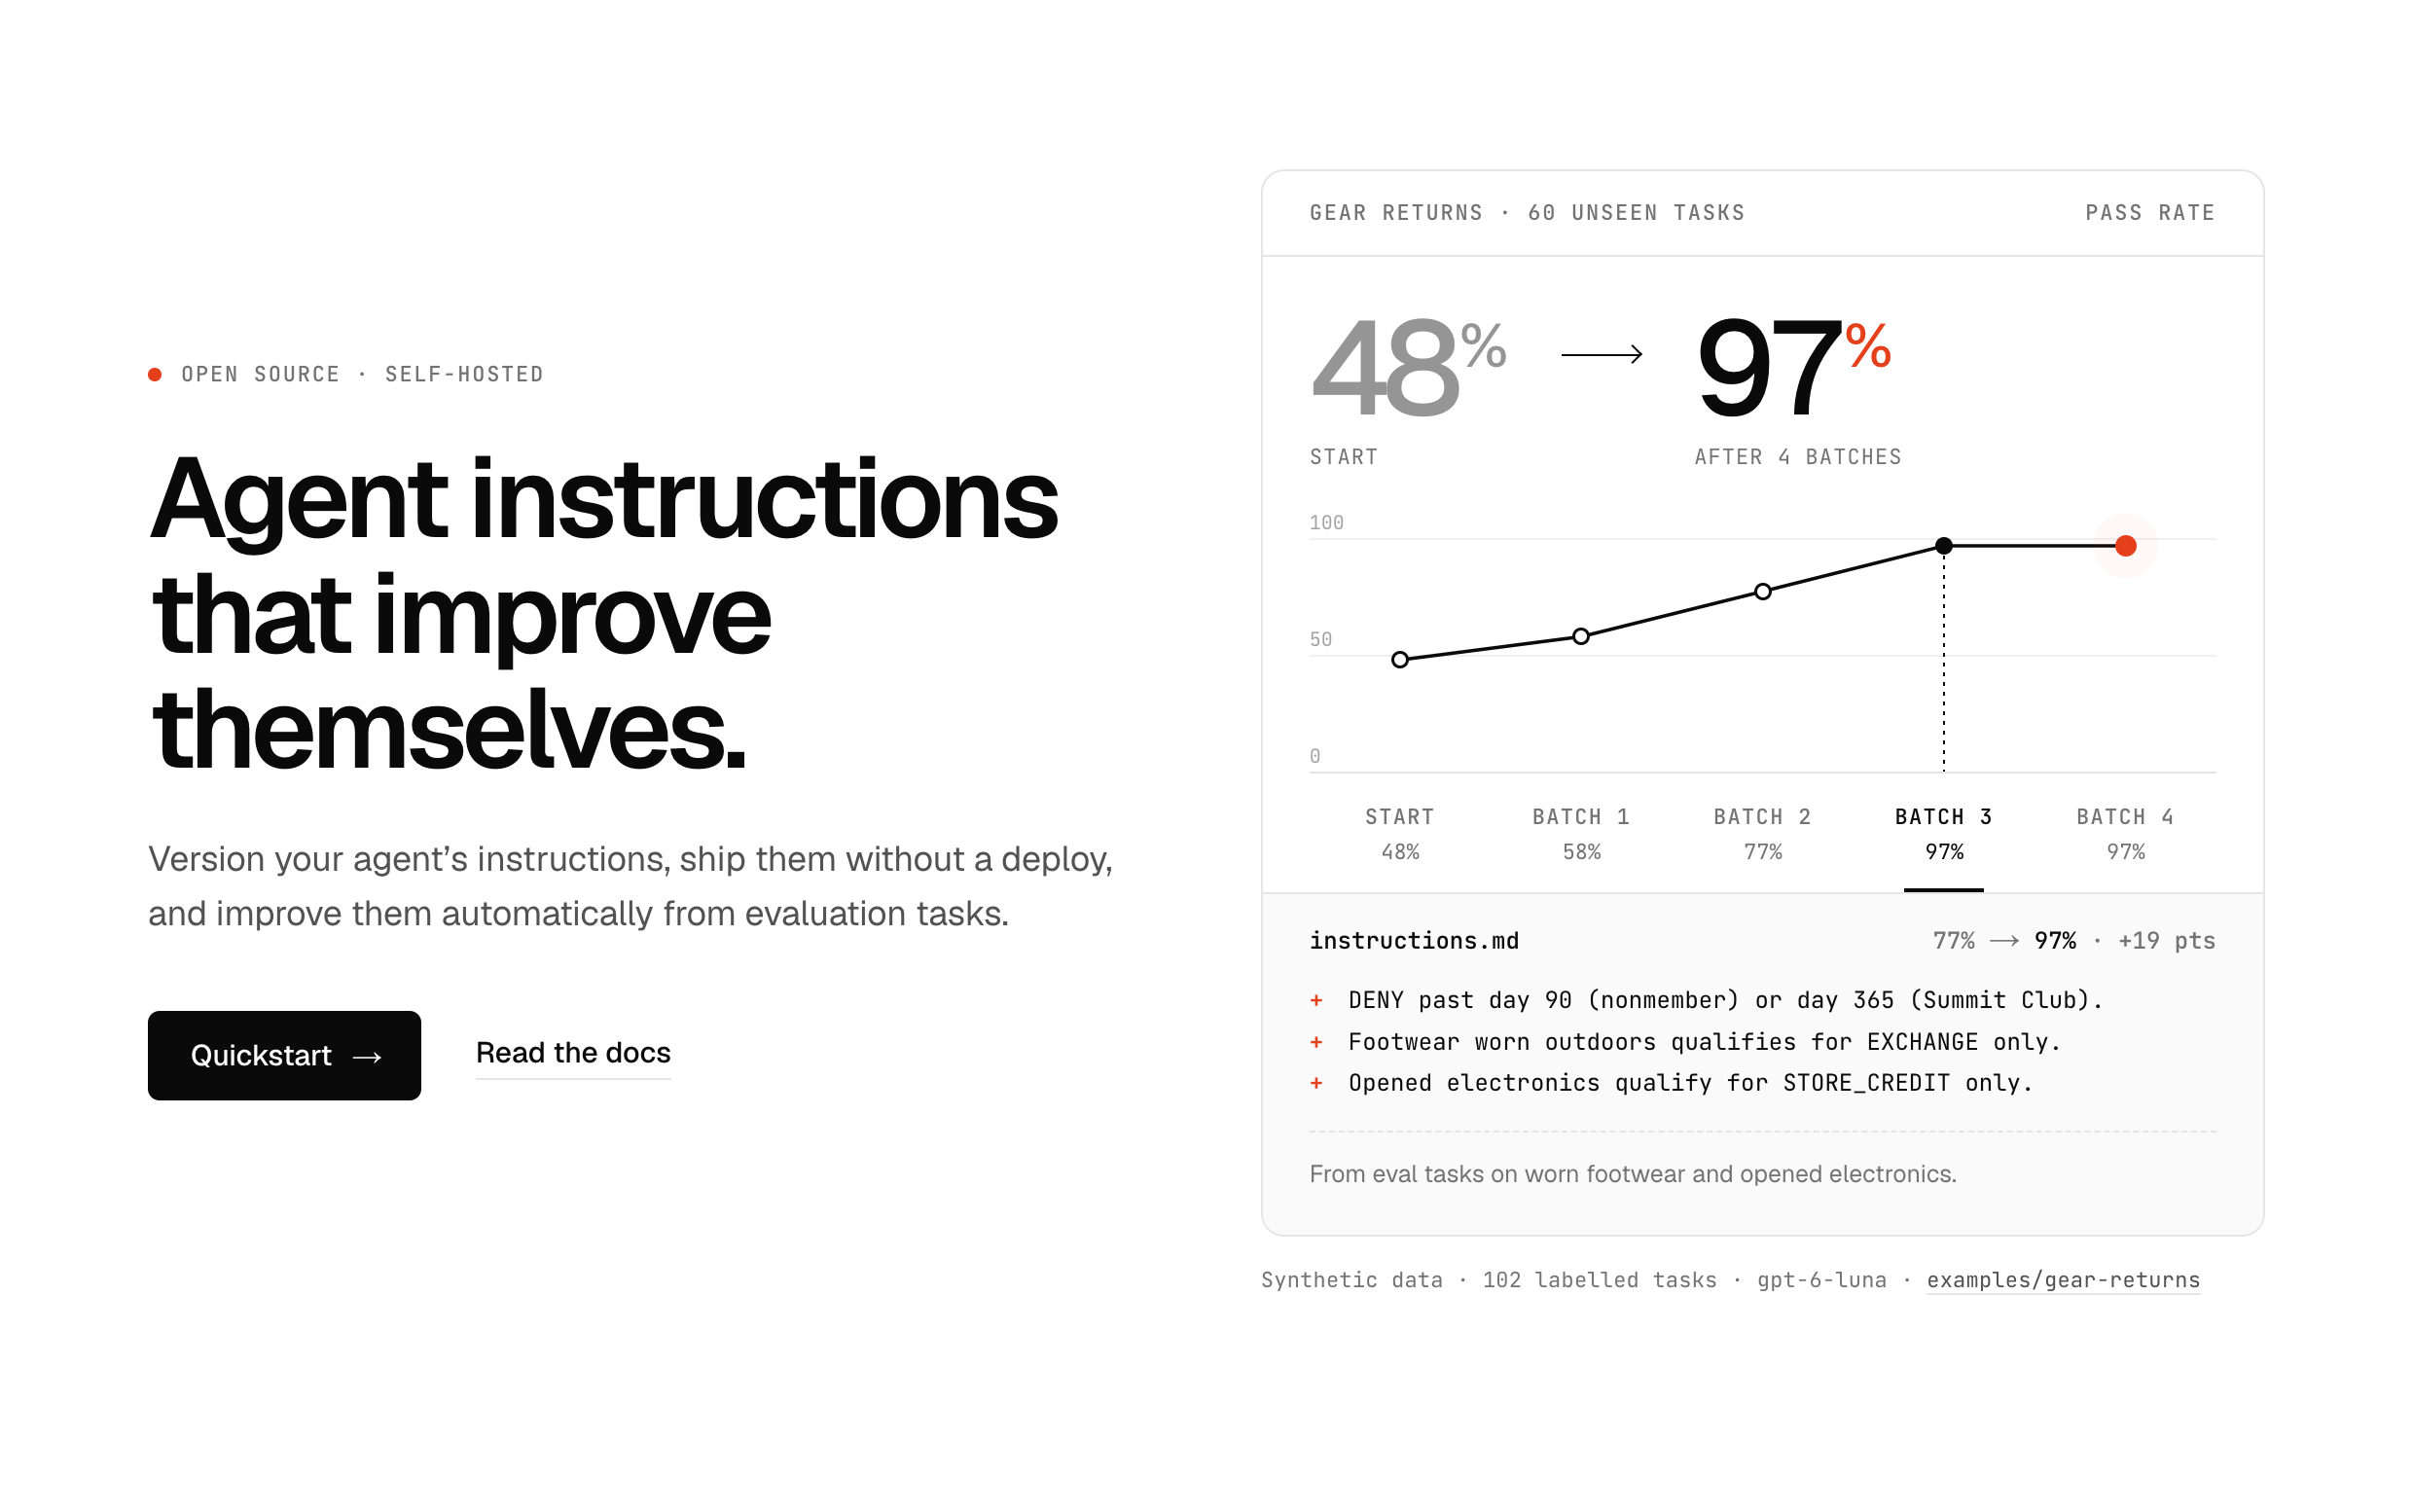 OPEN SOURCE · SELF-HOSTED
Agent instructions
that improve
themselves.
Version your agent’s instructions, ship them without a deploy,
and improve them automatically from evaluation tasks.
Quickstart →
Read the docs
GEAR RETURNS · 60 UNSEEN TASKS
PASS RATE
48% → 97%
START
AFTER 4 BATCHES
100
50
0
START BATCH 1 BATCH 2 BATCH 3 BATCH 4
48% 58% 77% 97% 97%
instructions.md
77% → 97% · +19 pts
+ DENY past day 90 (nonmember) or day 365 (Summit Club).
+ Footwear worn outdoors qualifies for EXCHANGE only.
+ Opened electronics qualify for STORE_CREDIT only.
From eval tasks on worn footwear and opened electronics.
Synthetic data · 102 labelled tasks · gpt-6-luna · examples/gear-returns